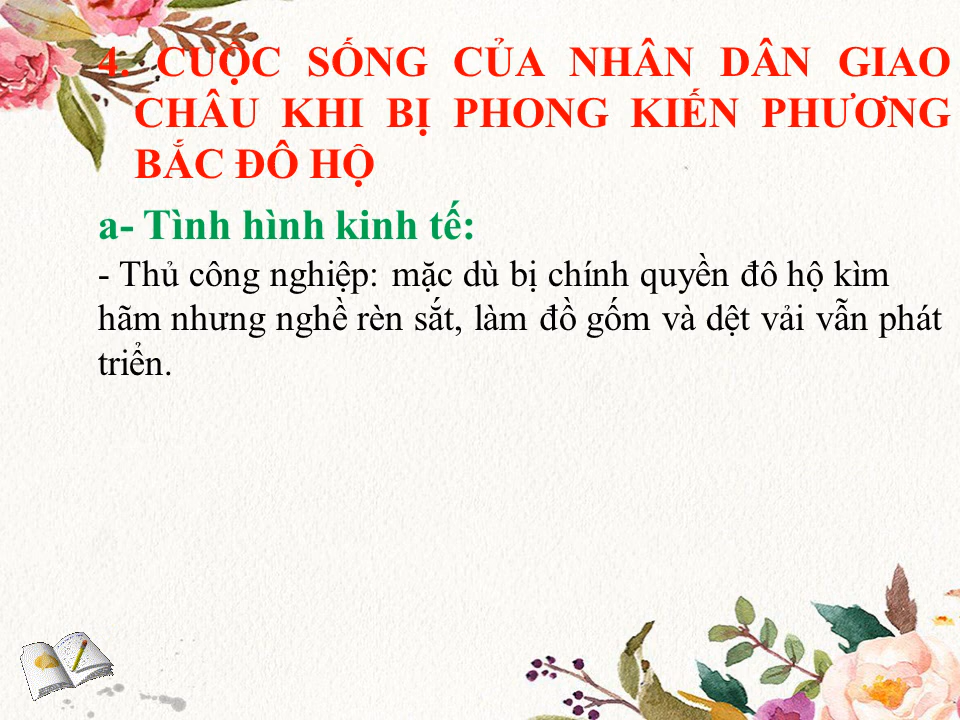 4. CUỘC SỐNG CỦA NHÂN DÂN GIAO
CHÂU KHI BỊ PHONG KIẾN PHƯƠNG
BẮC ĐÔ HỘ
a- Tình hình kinh tế:
- Thủ công nghiệp: mặc dù bị chính quyền đô hộ kìm
hãm nhưng nghề rèn sắt, làm đồ gốm và dệt vải vẫn phát
triển.